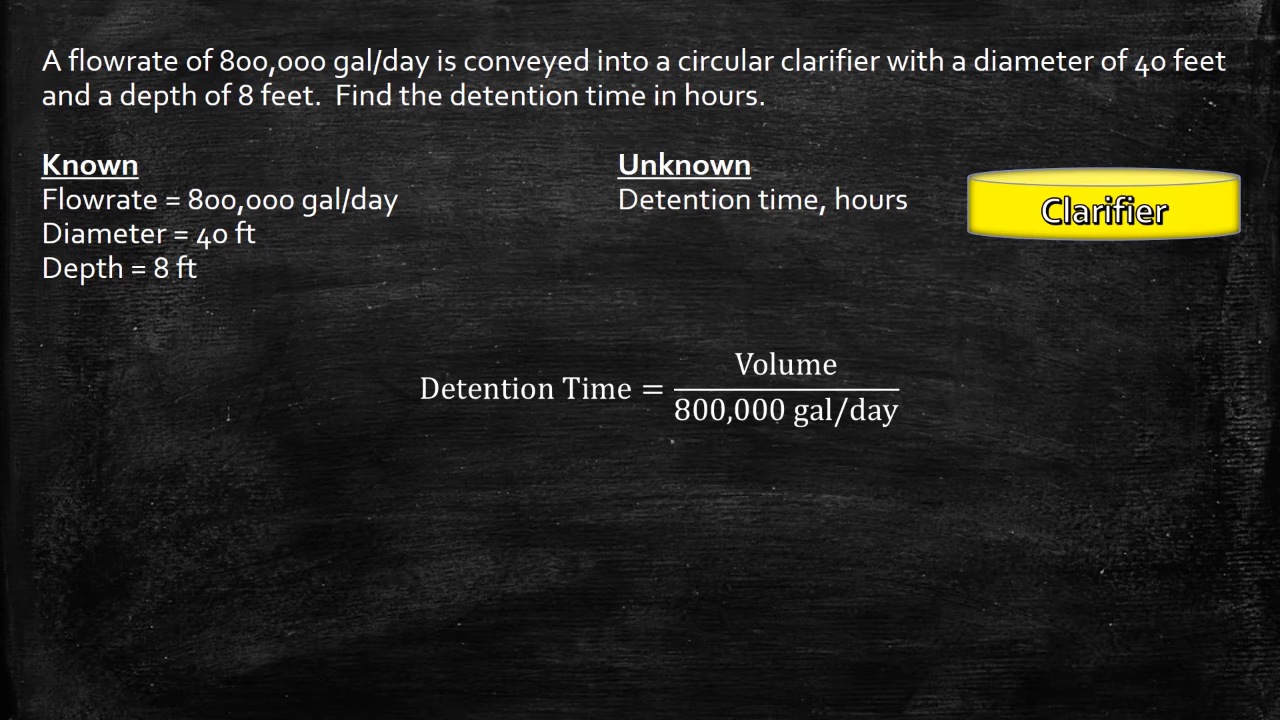 A flowrate of 800,000 gal/day is conveyed into a circular clarifier with a diameter of 40 feet
and a depth of 8 feet.  Find the detention time in hours.
Known
Flowrate = 800,000 gal/day
Diameter = 40 ft
Depth = 8 ft
Unknown
Detention time, hours
Clarifier
Detention Time = Volume / 800,000 gal/day